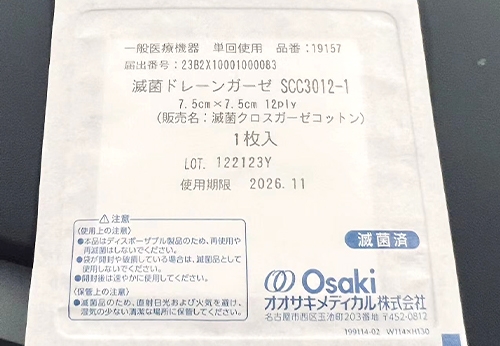 一般医療機器 単回使用 品番：19157
届出番号：23B2X10001000083
滅菌ドレーンガーゼ SCC3012-1
7.5cm×7.5cm 12ply
（販売名：滅菌クロスガーゼコットン）
1枚入
LOT. 122123Y
使用期限 2026.11
⚠注意
〈使用上の注意〉
●本品はディスポーザブル製品のため、再使用や
再滅菌はしないでください。
●袋が開封や破損している場合は、滅菌品として
使用しないでください。
●開封後は速やかに使用してください。
〈保管上の注意〉
●滅菌品のため、直射日光および火気を避け、
湿気の少ない清潔な場所に保管してください。
滅菌済
Osaki
オオサキメディカル株式会社
名古屋市西区玉池町203番地 〒452-0812
199114-02 W114×H130